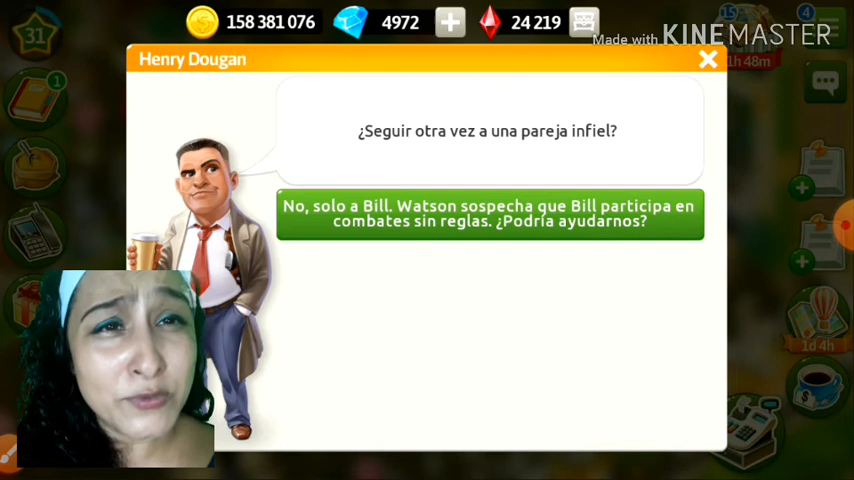 31
158 381 076
4972
24 219
15
4
Made with KINEMASTER
1h 48m
Henry Dougan
1
¿Seguir otra vez a una pareja infiel?
No, solo a Bill. Watson sospecha que Bill participa en
combates sin reglas. ¿Podría ayudarnos?
1d 4h
$